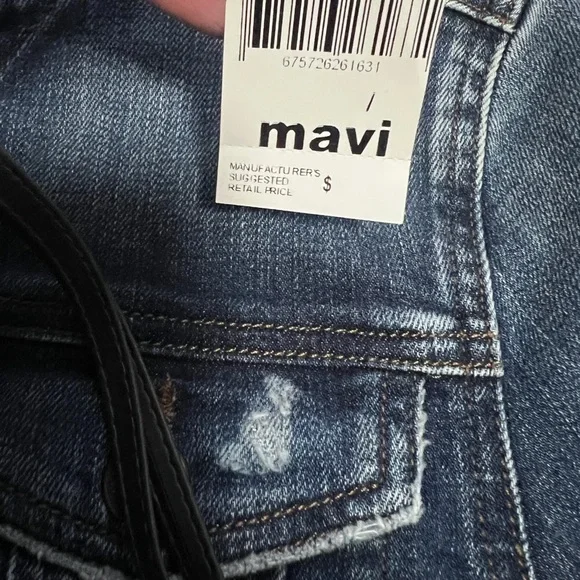 675726261631
/
mavi
MANUFACTURER'S
SUGGESTED
RETAIL PRICE $